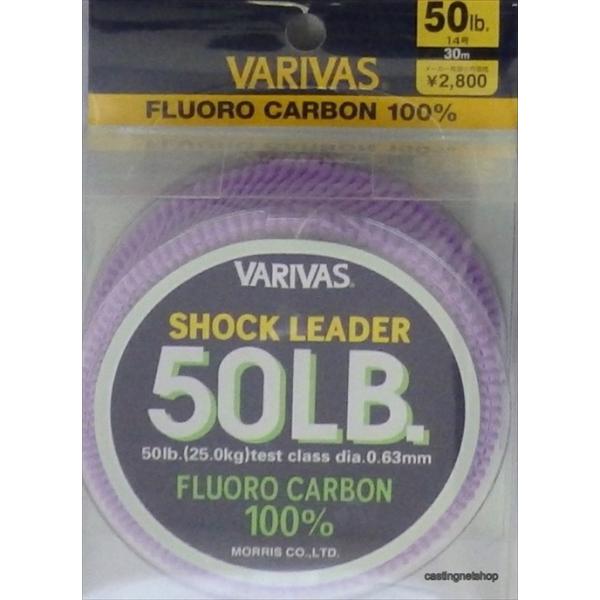 50lb.
14号
30m
メーカー希望小売価格
¥2,800
VARIVAS
FLUORO CARBON 100%
VARIVAS®
SHOCK LEADER
50LB.
50lb.(25.0kg)test class dia.0.63mm
FLUORO CARBON
100%
MORRIS CO.,LTD.
castingnetshop